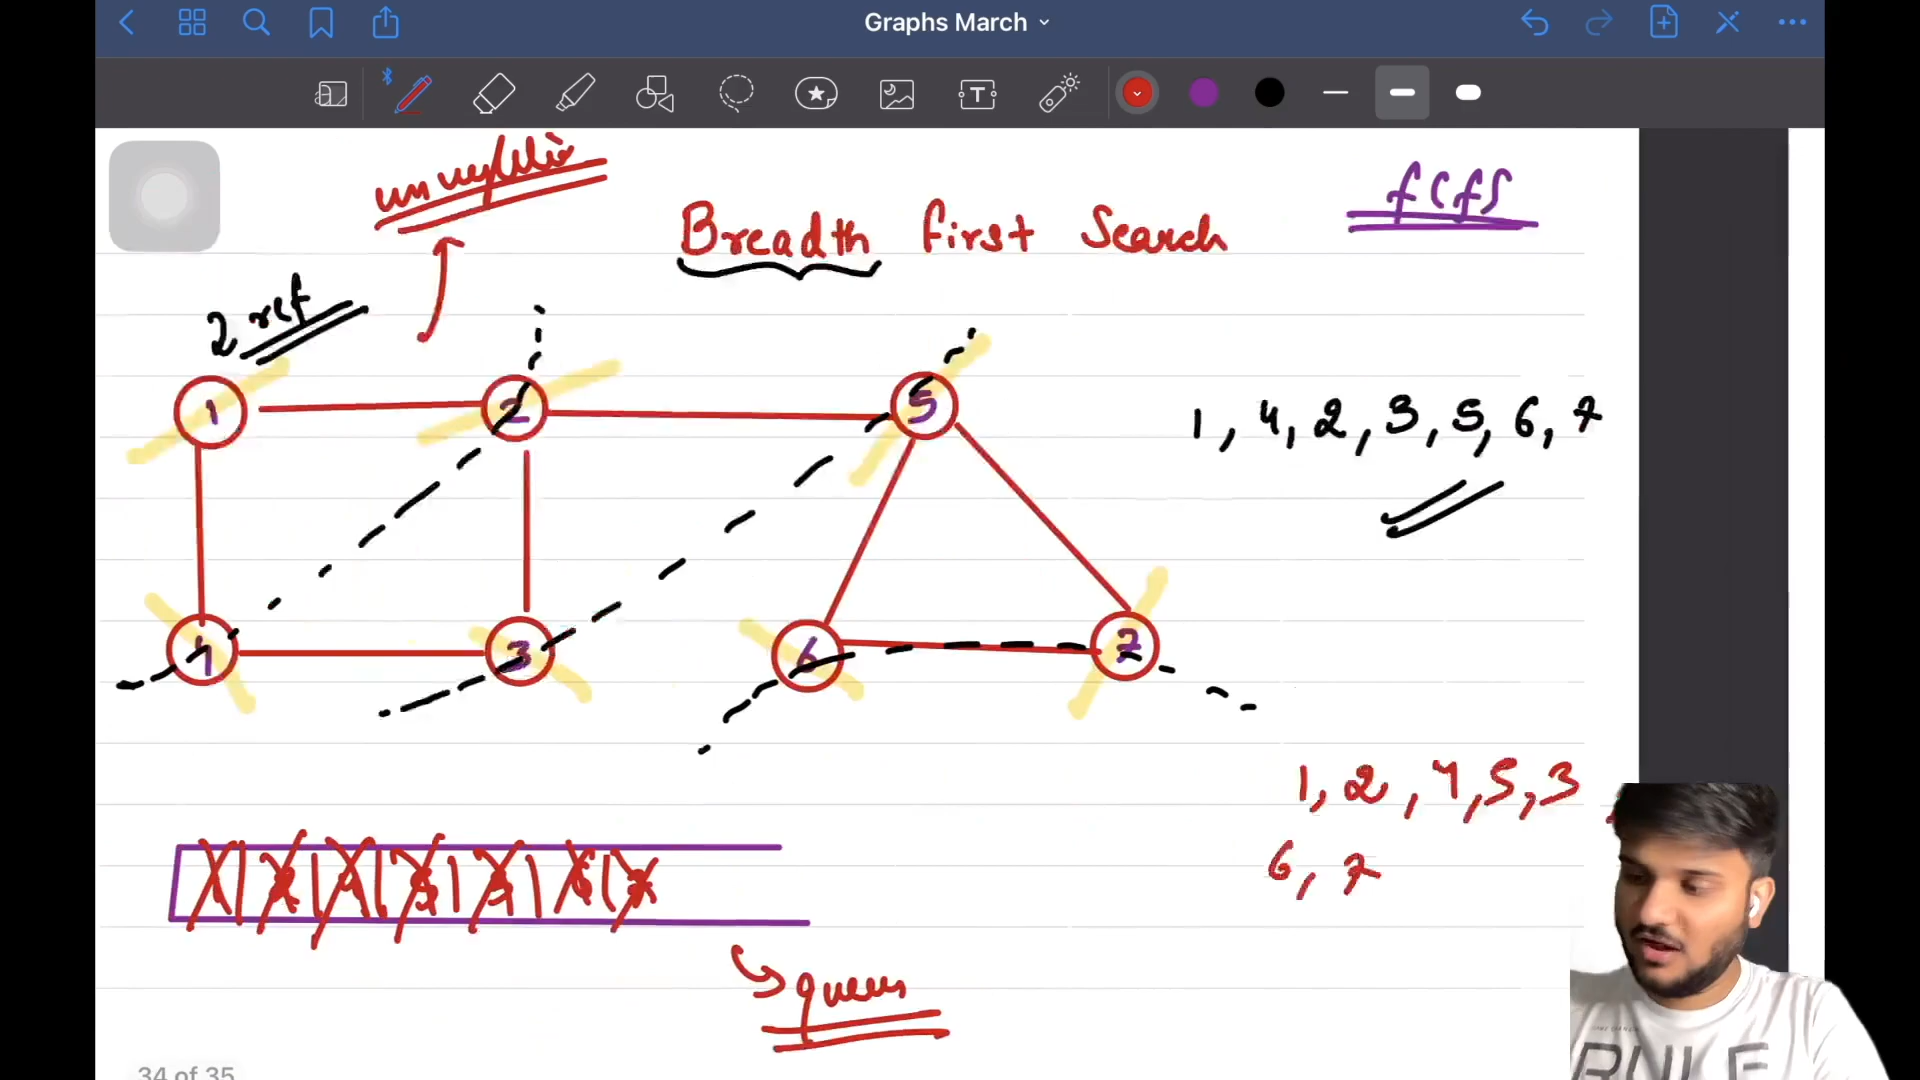 Graphs March
T
fcfs
Breadth first Search
2 ref
1
2
5
1, 4, 2, 3, 5, 6, 7
4
3
6
7
1, 2, 4, 5, 3
6, 7
queue
34 of 35
RULE